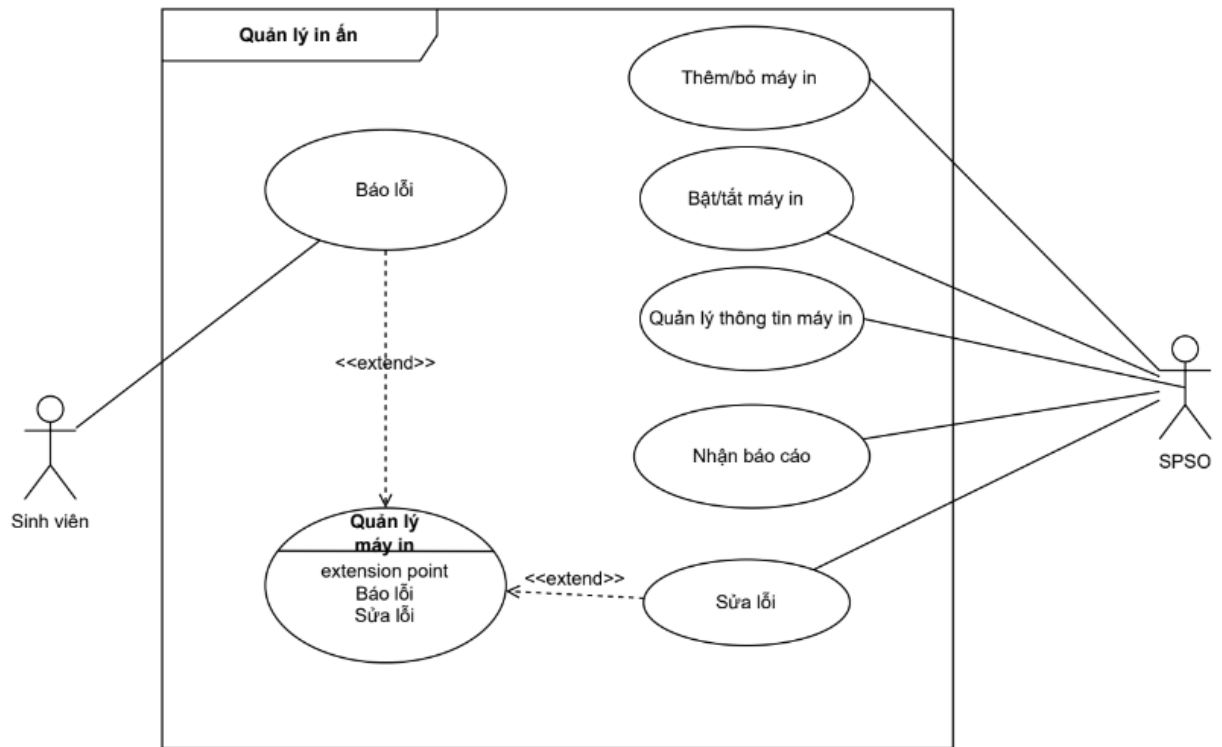 Quản lý in ấn
Thêm/bỏ máy in
Báo lỗi
Bật/tắt máy in
Quản lý thông tin máy in
<<extend>>
Nhận báo cáo
SPSO
Sinh viên
Quản lý
máy in
extension point
Báo lỗi
Sửa lỗi
<<extend>>
Sửa lỗi